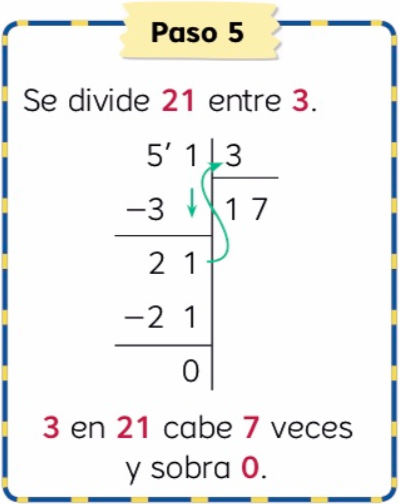 Paso 5
Se divide 21 entre 3.
5′ 1 3
−3 1 7
2 1
−2 1
0
3 en 21 cabe 7 veces
y sobra 0.